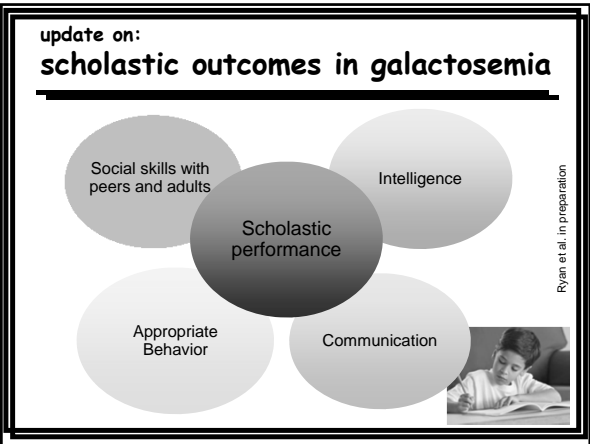 update on:
scholastic outcomes in galactosemia
Social skills with
peers and adults
Intelligence
Scholastic
performance
Appropriate
Behavior
Communication
Ryan et al. in preparation